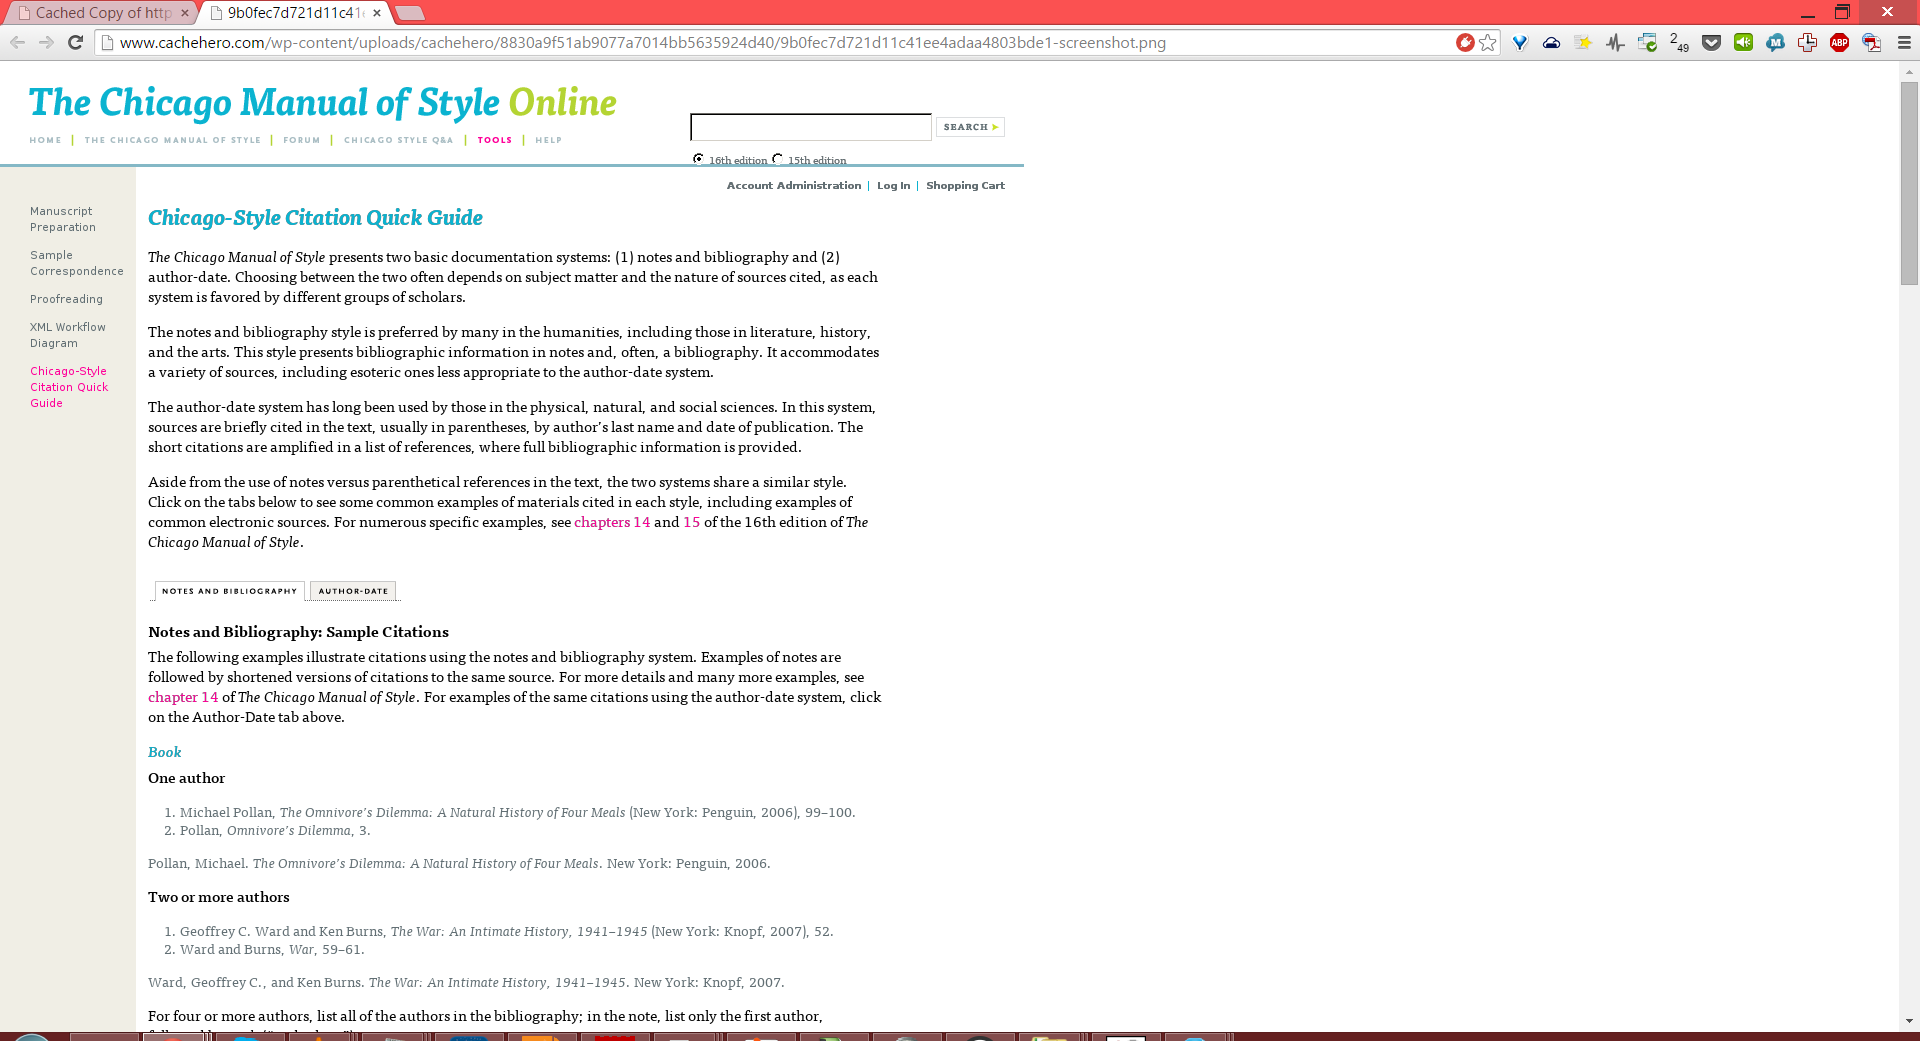 Cached Copy of http
9b0fec7d721d11c41e
www.cachehero.com/wp-content/uploads/cachehero/8830a9f51ab9077a7014bb5635924d40/9b0fec7d721d11c41ee4adaa4803bde1-screenshot.png
2 49
M
ABP
The Chicago Manual of Style Online
HOME | THE CHICAGO MANUAL OF STYLE | FORUM | CHICAGO STYLE Q&A | TOOLS | HELP
SEARCH
16th edition 15th edition
Account Administration | Log In | Shopping Cart
Manuscript
Preparation
Sample
Correspondence
Proofreading
XML Workflow
Diagram
Chicago-Style
Citation Quick
Guide
Chicago-Style Citation Quick Guide
The Chicago Manual of Style presents two basic documentation systems: (1) notes and bibliography and (2)
author-date. Choosing between the two often depends on subject matter and the nature of sources cited, as each
system is favored by different groups of scholars.
The notes and bibliography style is preferred by many in the humanities, including those in literature, history,
and the arts. This style presents bibliographic information in notes and, often, a bibliography. It accommodates
a variety of sources, including esoteric ones less appropriate to the author-date system.
The author-date system has long been used by those in the physical, natural, and social sciences. In this system,
sources are briefly cited in the text, usually in parentheses, by author’s last name and date of publication. The
short citations are amplified in a list of references, where full bibliographic information is provided.
Aside from the use of notes versus parenthetical references in the text, the two systems share a similar style.
Click on the tabs below to see some common examples of materials cited in each style, including examples of
common electronic sources. For numerous specific examples, see chapters 14 and 15 of the 16th edition of The
Chicago Manual of Style.
NOTES AND BIBLIOGRAPHY AUTHOR-DATE
Notes and Bibliography: Sample Citations
The following examples illustrate citations using the notes and bibliography system. Examples of notes are
followed by shortened versions of citations to the same source. For more details and many more examples, see
chapter 14 of The Chicago Manual of Style. For examples of the same citations using the author-date system, click
on the Author-Date tab above.
Book
One author
1. Michael Pollan, The Omnivore’s Dilemma: A Natural History of Four Meals (New York: Penguin, 2006), 99–100.
2. Pollan, Omnivore’s Dilemma, 3.
Pollan, Michael. The Omnivore’s Dilemma: A Natural History of Four Meals. New York: Penguin, 2006.
Two or more authors
1. Geoffrey C. Ward and Ken Burns, The War: An Intimate History, 1941–1945 (New York: Knopf, 2007), 52.
2. Ward and Burns, War, 59–61.
Ward, Geoffrey C., and Ken Burns. The War: An Intimate History, 1941–1945. New York: Knopf, 2007.
For four or more authors, list all of the authors in the bibliography; in the note, list only the first author,